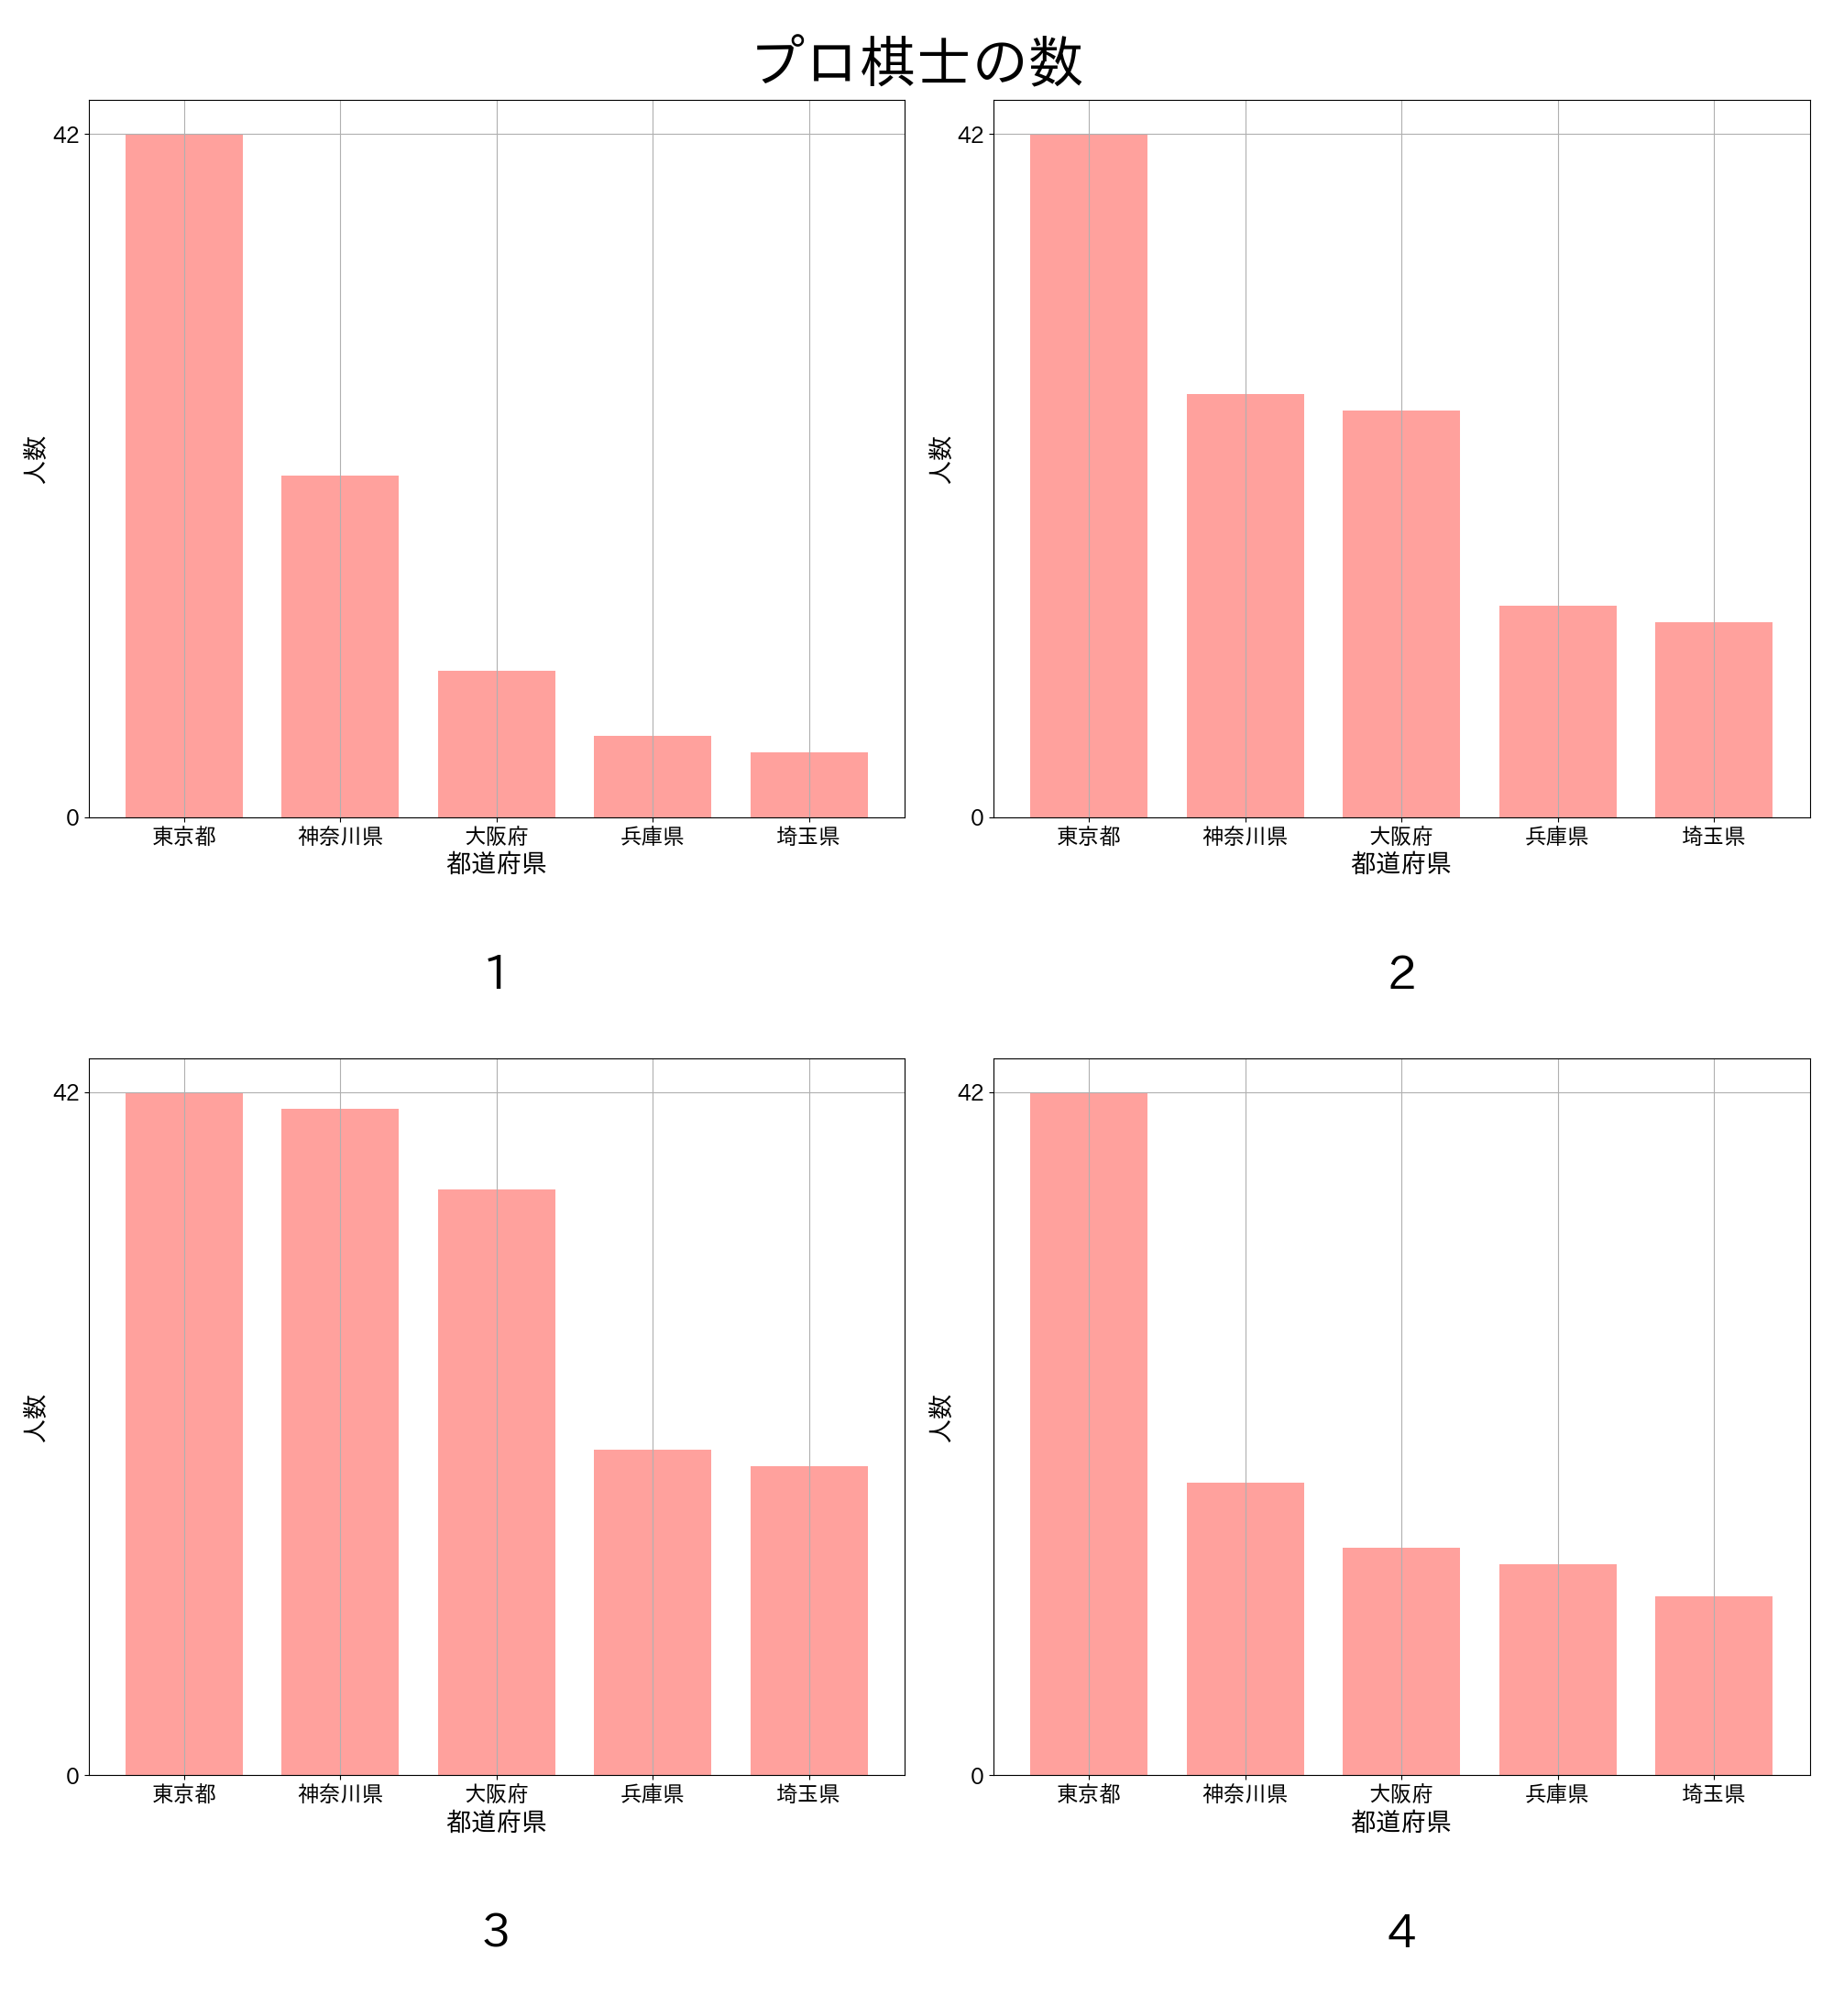 プロ棋士の数
42
人数
0
東京都 神奈川県 大阪府 兵庫県 埼玉県
都道府県
1
42
人数
0
東京都 神奈川県 大阪府 兵庫県 埼玉県
都道府県
2
42
人数
0
東京都 神奈川県 大阪府 兵庫県 埼玉県
都道府県
3
42
人数
0
東京都 神奈川県 大阪府 兵庫県 埼玉県
都道府県
4